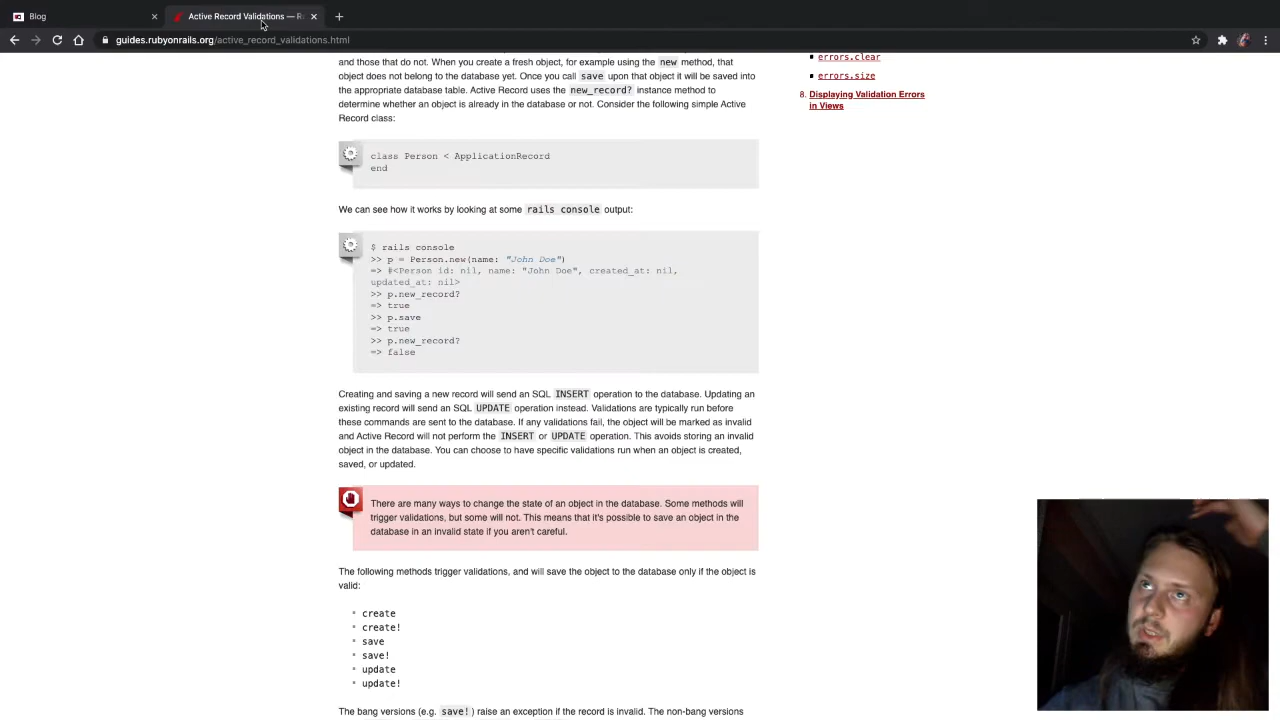 Blog
Active Record Validations — R
guides.rubyonrails.org/active_record_validations.html
and those that do not. When you create a fresh object, for example using the new method, that
object does not belong to the database yet. Once you call save upon that object it will be saved into
the appropriate database table. Active Record uses the new_record? instance method to
determine whether an object is already in the database or not. Consider the following simple Active
Record class:
class Person < ApplicationRecord
end
We can see how it works by looking at some rails console output:
$ rails console
>> p = Person.new(name: "John Doe")
=> #<Person id: nil, name: "John Doe", created_at: nil,
updated_at: nil>
>> p.new_record?
=> true
>> p.save
=> true
>> p.new_record?
=> false
Creating and saving a new record will send an SQL INSERT operation to the database. Updating an
existing record will send an SQL UPDATE operation instead. Validations are typically run before
these commands are sent to the database. If any validations fail, the object will be marked as invalid
and Active Record will not perform the INSERT or UPDATE operation. This avoids storing an invalid
object in the database. You can choose to have specific validations run when an object is created,
saved, or updated.
There are many ways to change the state of an object in the database. Some methods will
trigger validations, but some will not. This means that it's possible to save an object in the
database in an invalid state if you aren't careful.
The following methods trigger validations, and will save the object to the database only if the object is
valid:
create
create!
save
save!
update
update!
The bang versions (e.g. save!) raise an exception if the record is invalid. The non-bang versions
errors.clear
errors.size
8. Displaying Validation Errors
in Views